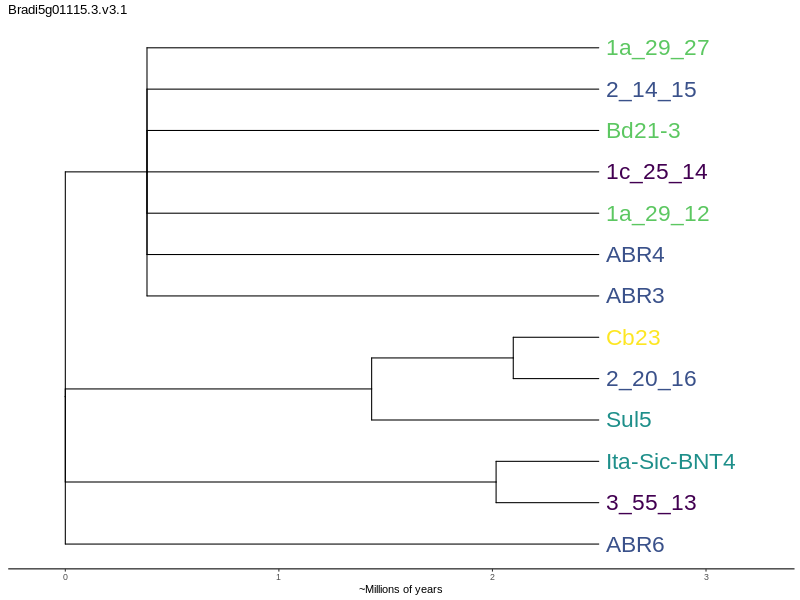 Bradi5g01115.3.v3.1
1a_29_27
2_14_15
Bd21-3
1c_25_14
1a_29_12
ABR4
ABR3
Cb23
2_20_16
Sul5
Ita-Sic-BNT4
3_55_13
ABR6
0 1 2 3
~Millions of years